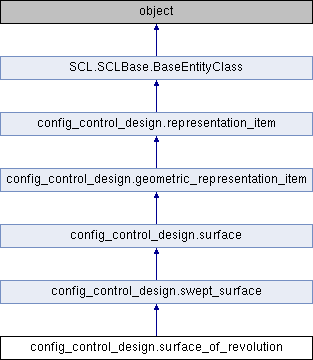 object
SCL.SCLBase.BaseEntityClass
config_control_design.representation_item
config_control_design.geometric_representation_item
config_control_design.surface
config_control_design.swept_surface
config_control_design.surface_of_revolution